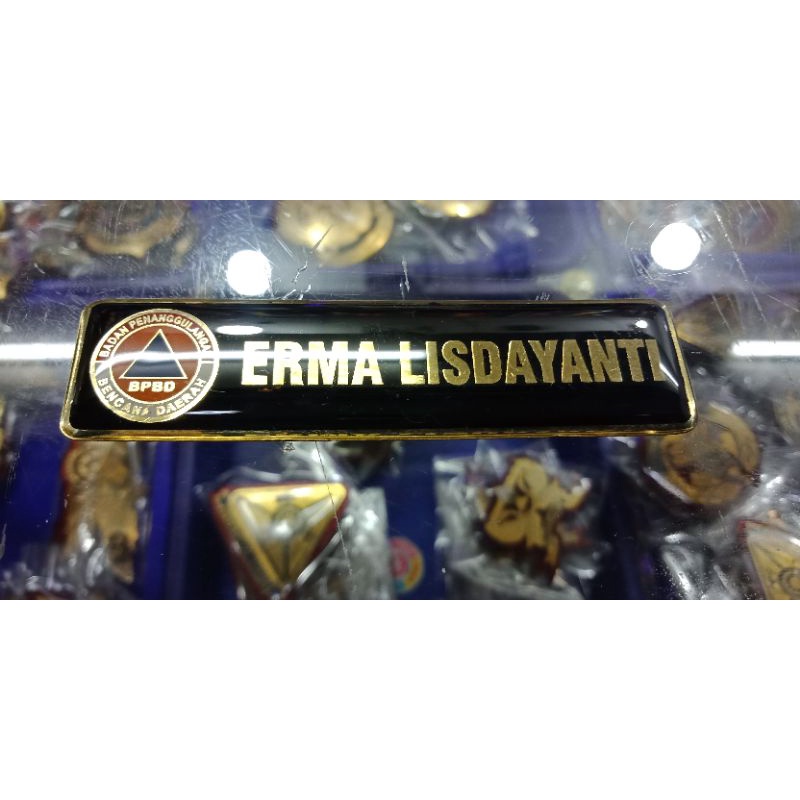 BADAN PENANGGULANGAN
BPBD
BENCANA DAERAH
ERMA LISDAYANTI